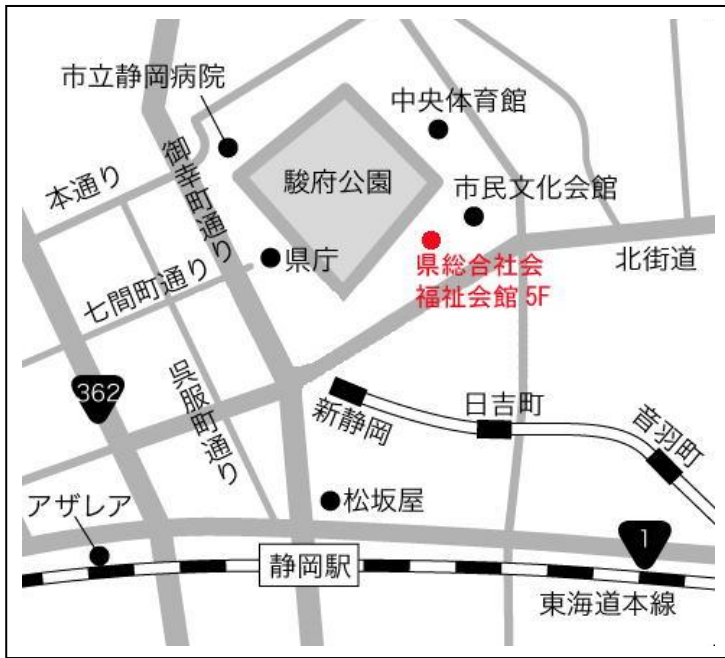 市立静岡病院
中央体育館
御幸町通り
駿府公園
本通り
市民文化会館
県庁
県総合社会
福祉会館 5F
北街道
七間町通り
362
呉服町通り
新静岡
日吉町
音羽町
アザレア
松坂屋
1
静岡駅
東海道本線